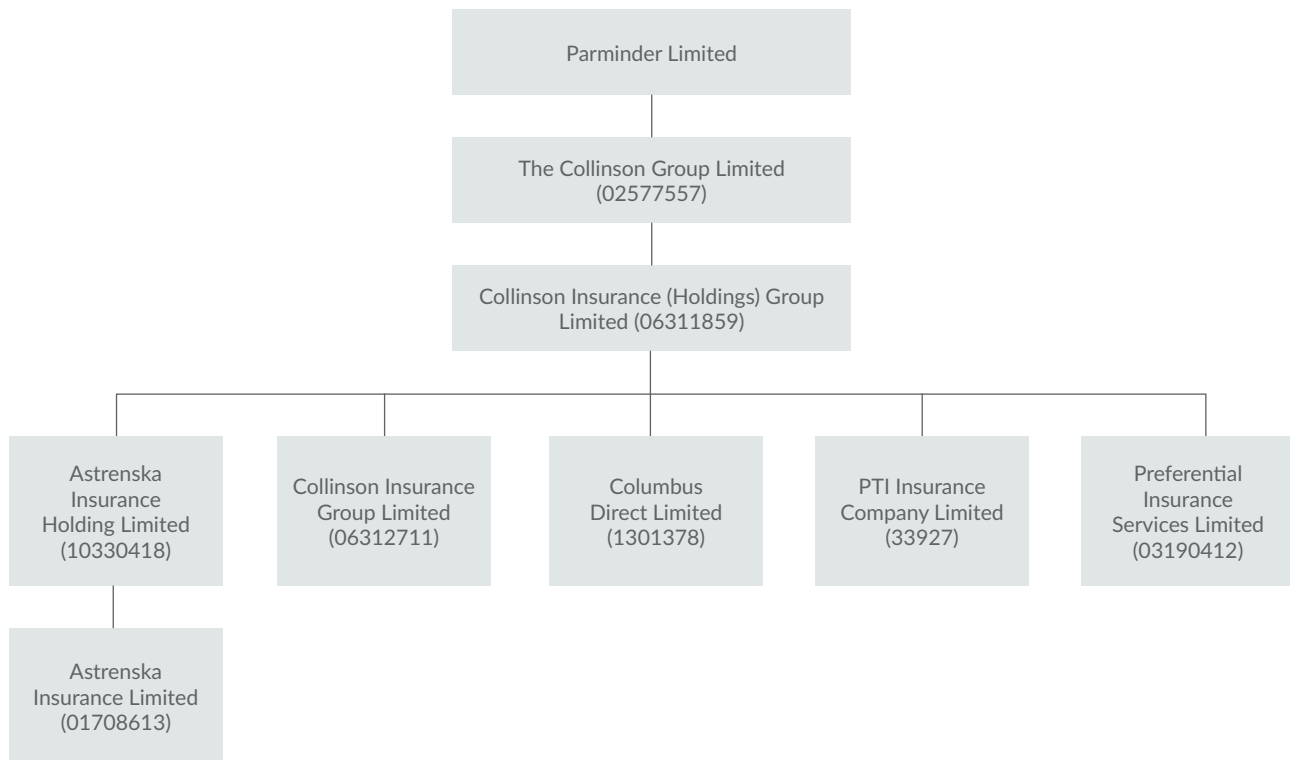 Parminder Limited
The Collinson Group Limited
(02577557)
Collinson Insurance (Holdings) Group
Limited (06311859)
Astrenska
Insurance
Holding Limited
(10330418)
Collinson Insurance
Group Limited
(06312711)
Columbus
Direct Limited
(1301378)
PTI Insurance
Company Limited
(33927)
Preferential
Insurance
Services Limited
(03190412)
Astrenska
Insurance Limited
(01708613)